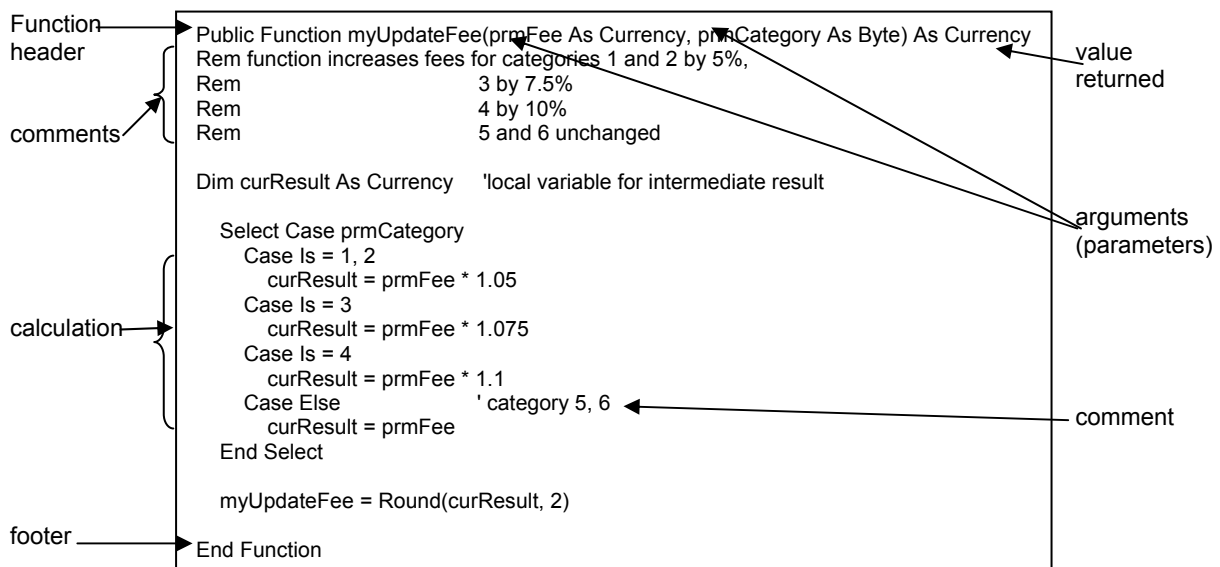 Function
header
Public Function myUpdateFee(prmFee As Currency, prmCategory As Byte) As Currency
value
returned
Rem function increases fees for categories 1 and 2 by 5%,
Rem 3 by 7.5%
Rem 4 by 10%
Rem 5 and 6 unchanged
comments
Dim curResult As Currency 'local variable for intermediate result
arguments
(parameters)
Select Case prmCategory
Case Is = 1, 2
curResult = prmFee * 1.05
Case Is = 3
curResult = prmFee * 1.075
calculation
Case Is = 4
curResult = prmFee * 1.1
Case Else ' category 5, 6
comment
curResult = prmFee
End Select
myUpdateFee = Round(curResult, 2)
footer
End Function